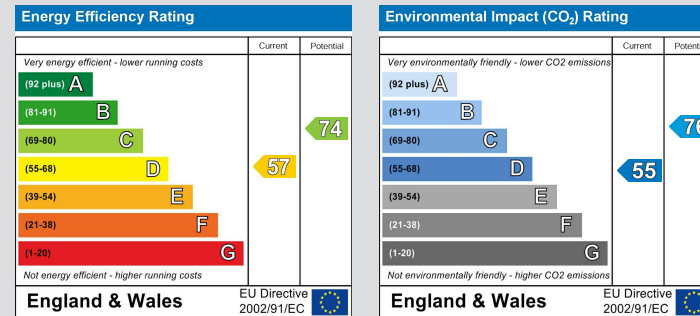 Energy Efficiency Rating
Current Potential
Very energy efficient - lower running costs
(92 plus) A
(81-91) B
(69-80) C
(55-68) D
(39-54) E
(21-38) F
(1-20) G
57
74
Not energy efficient - higher running costs
England & Wales
EU Directive
2002/91/EC
Environmental Impact (CO₂) Rating
Current Potenti
Very environmentally friendly - lower CO2 emissions
(92 plus) A
(81-91) B
(69-80) C
(55-68) D
(39-54) E
(21-38) F
(1-20) G
55
76
Not environmentally friendly - higher CO2 emissions
England & Wales
EU Directive
2002/91/EC